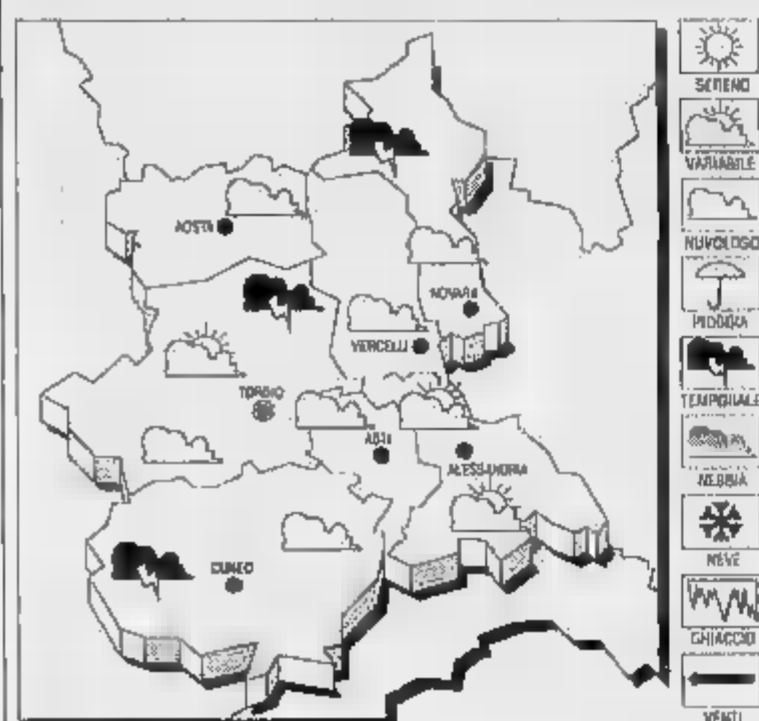 AOSTA
NOVARA
VERCELLI
TORINO
ASTI
ALESSANDRIA
CUNEO
SERENO
VARIABILE
NUVOLOSO
PIOGGIA
TEMPORALE
NEBBIA
NEVE
GHIACCIO
VENTI